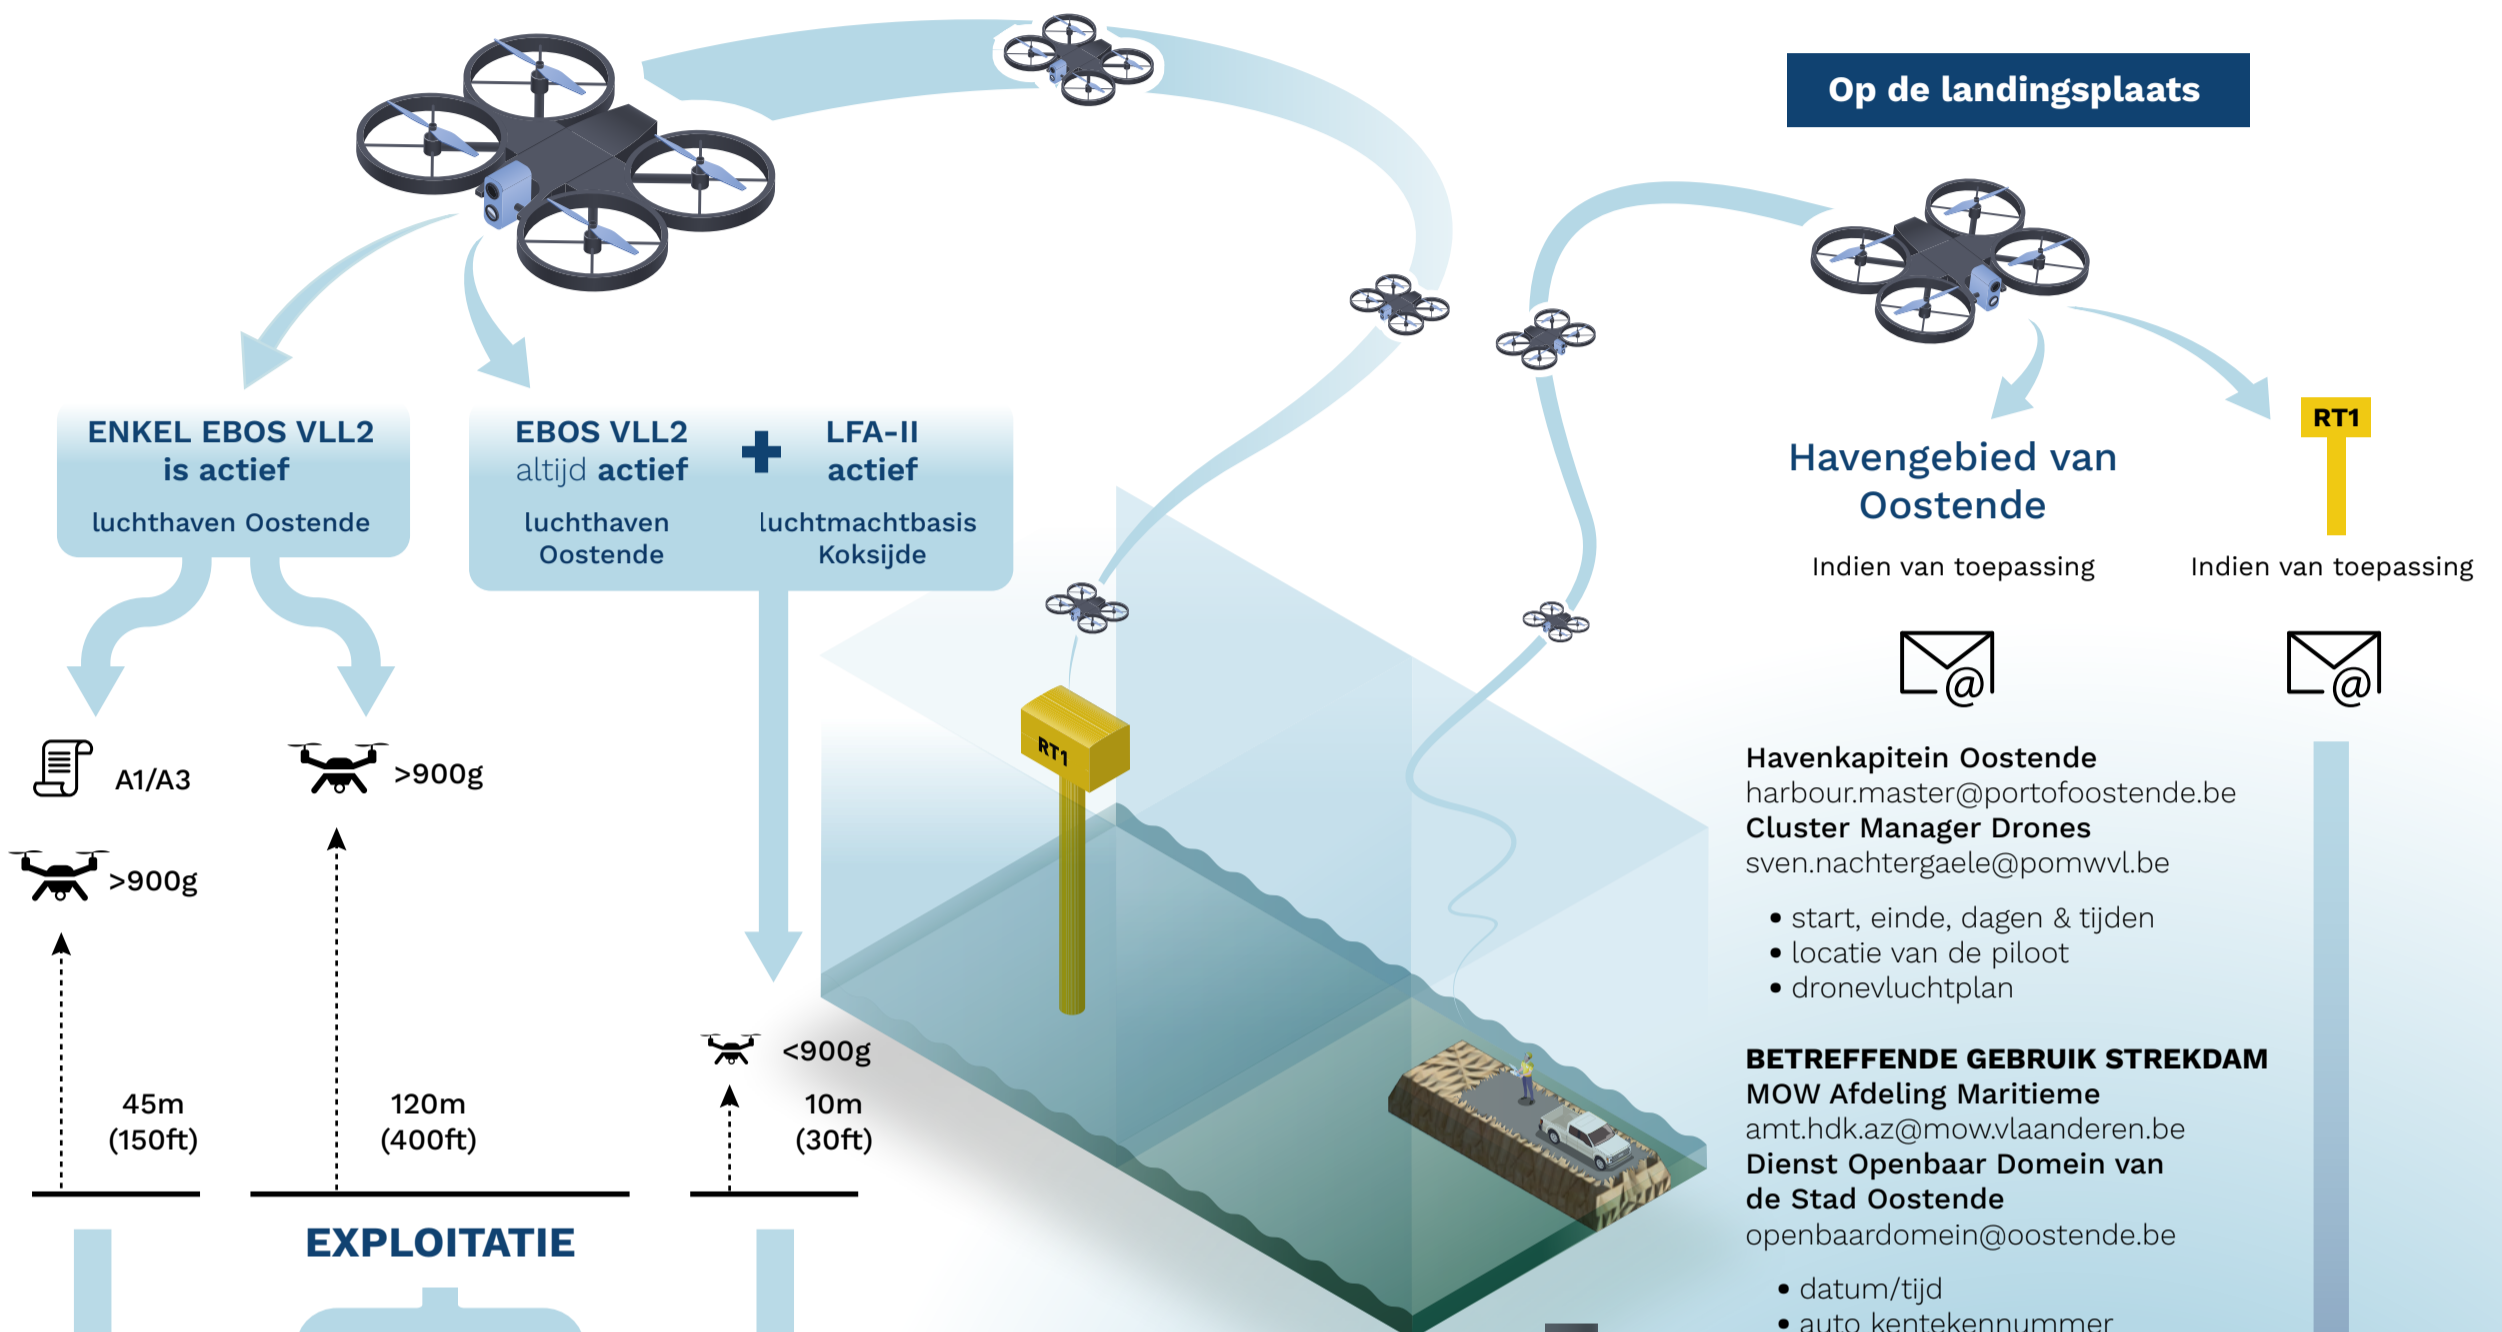 Op de landingsplaats
ENKEL EBOS VLL2
is actief
luchthaven Oostende
EBOS VLL2
altijd actief
luchthaven
Oostende
LFA-II
actief
luchtmachtbasis
Koksijde
A1/A3
>900g
>900g
45m
(150ft)
120m
(400ft)
<900g
10m
(30ft)
EXPLOITATIE
RT1
Havengebied van
Oostende
Indien van toepassing
Havenkapitein Oostende
harbour.master@portofoostende.be
Cluster Manager Drones
sven.nachtergaele@pomwvl.be
• start, einde, dagen & tijden
• locatie van de piloot
• dronevluchtplan
BETREFFENDE GEBRUIK STREKDAM
MOW Afdeling Maritieme
amt.hdk.az@mow.vlaanderen.be
Dienst Openbaar Domein van
de Stad Oostende
openbaardomein@oostende.be
• datum/tijd
• auto kentekennummer
RT1
Indien van toepassing